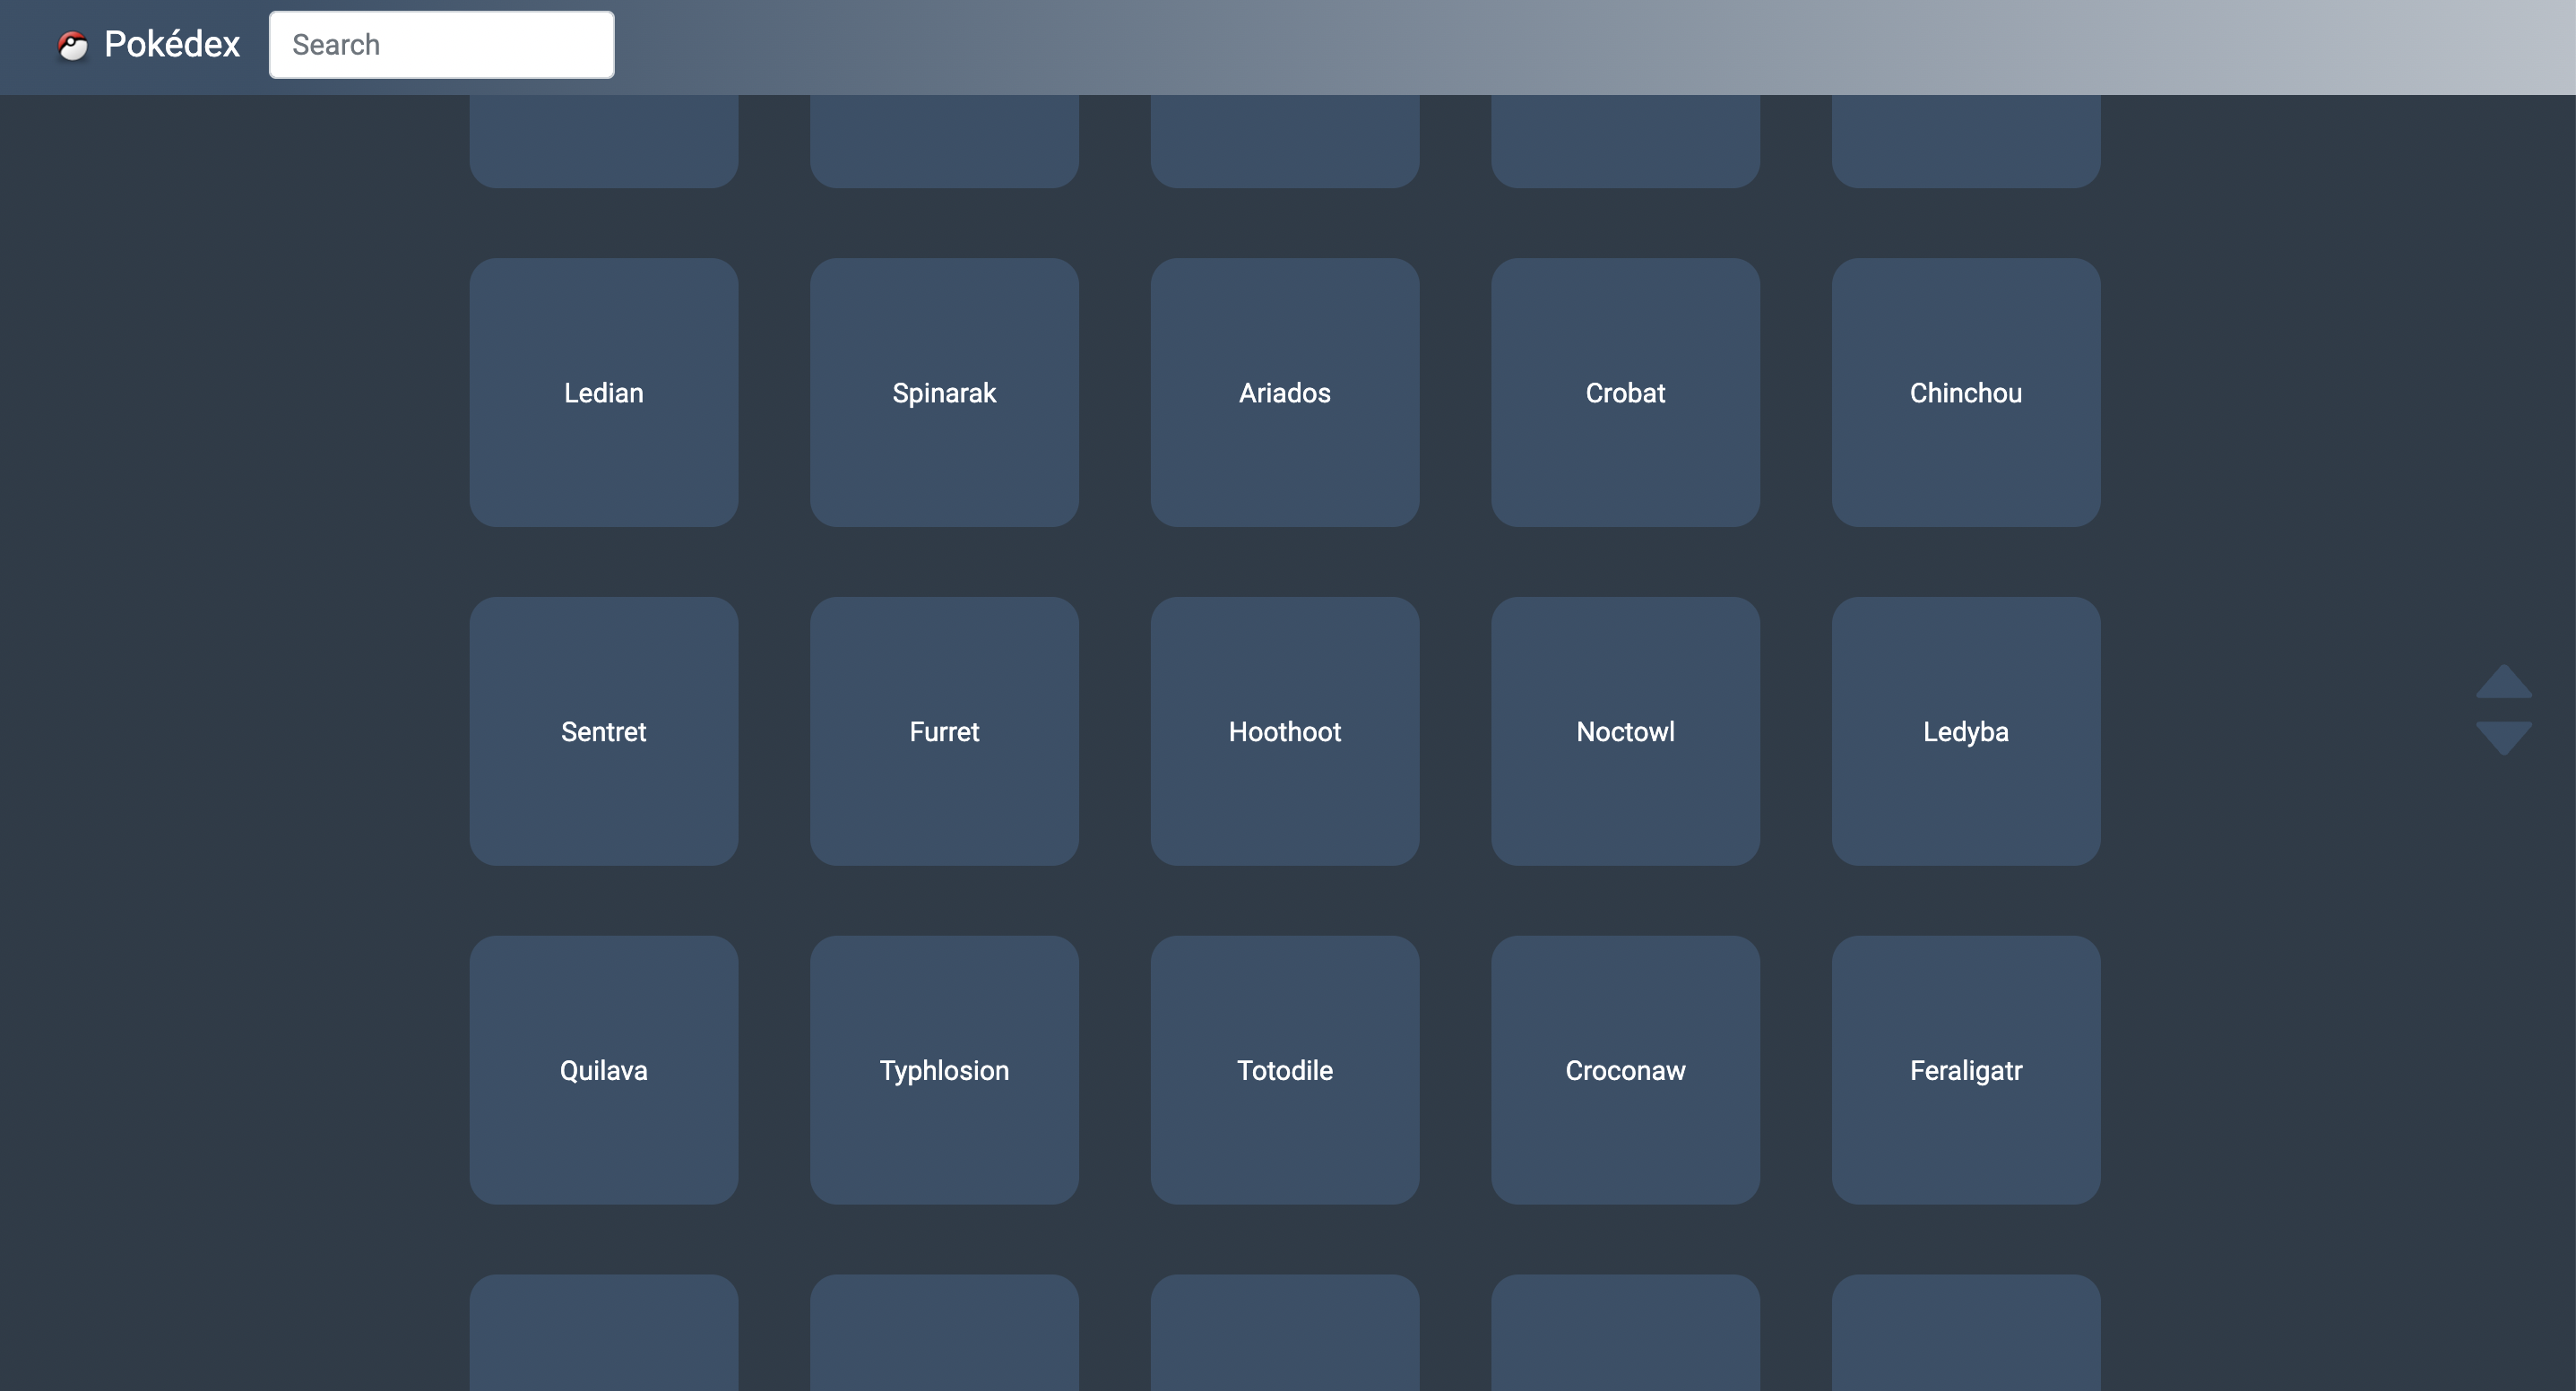 Pokédex Search
Ledian Spinarak Ariados Crobat Chinchou
Sentret Furret Hoothoot Noctowl Ledyba
Quilava Typhlosion Totodile Croconaw Feraligatr